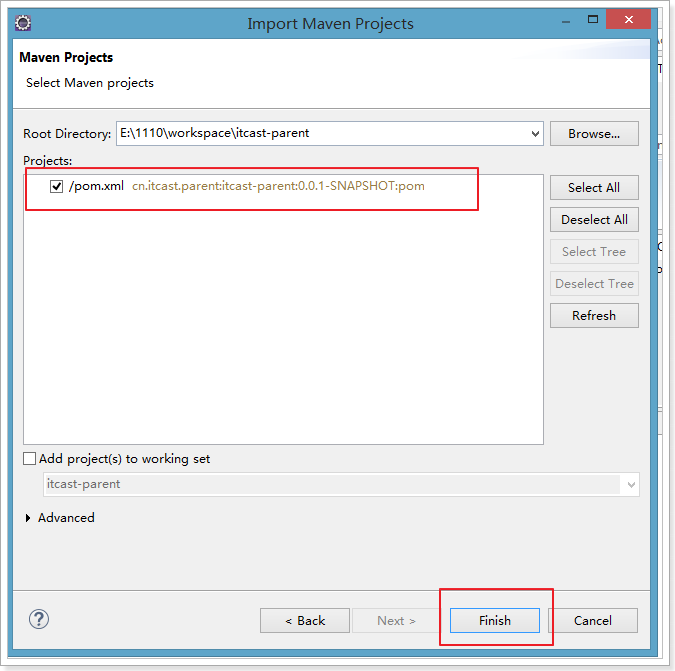 Import Maven Projects
Maven Projects
Select Maven projects
Root Directory: E:\1110\workspace\itcast-parent Browse...
Projects:
/pom.xml cn.itcast.parent:itcast-parent:0.0.1-SNAPSHOT:pom
Select All
Deselect All
Select Tree
Deselect Tree
Refresh
Add project(s) to working set
itcast-parent
Advanced
? < Back Next > Finish Cancel